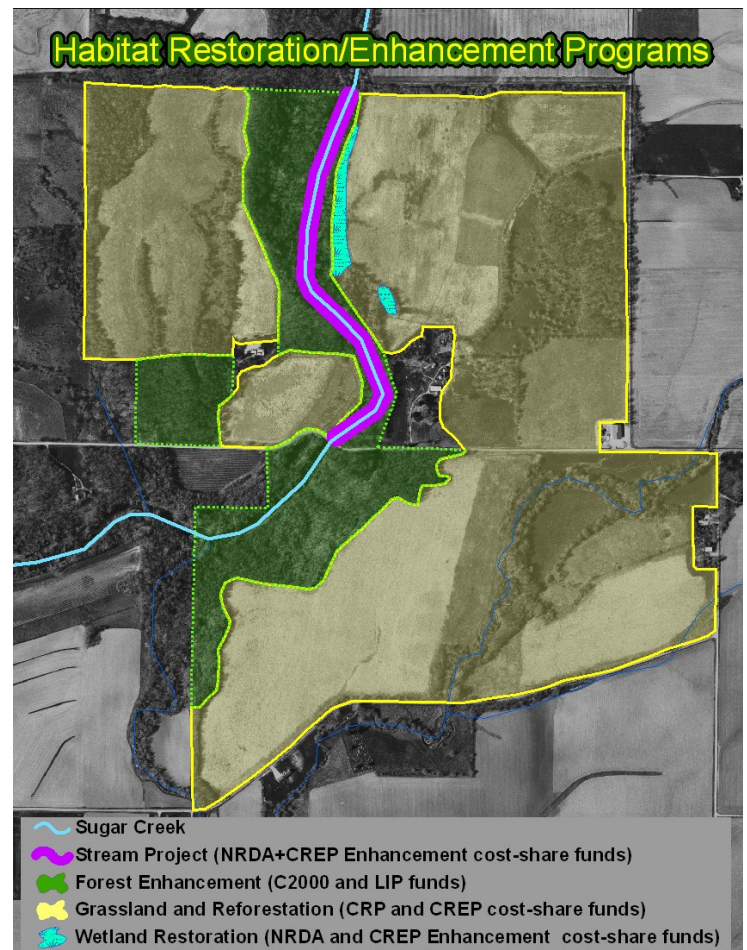 Habitat Restoration/Enhancement Programs
Sugar Creek
Stream Project (NRDA+CREP Enhancement cost-share funds)
Forest Enhancement (C2000 and LIP funds)
Grassland and Reforestation (CRP and CREP cost-share funds)
Wetland Restoration (NRDA and CREP Enhancement cost-share funds)